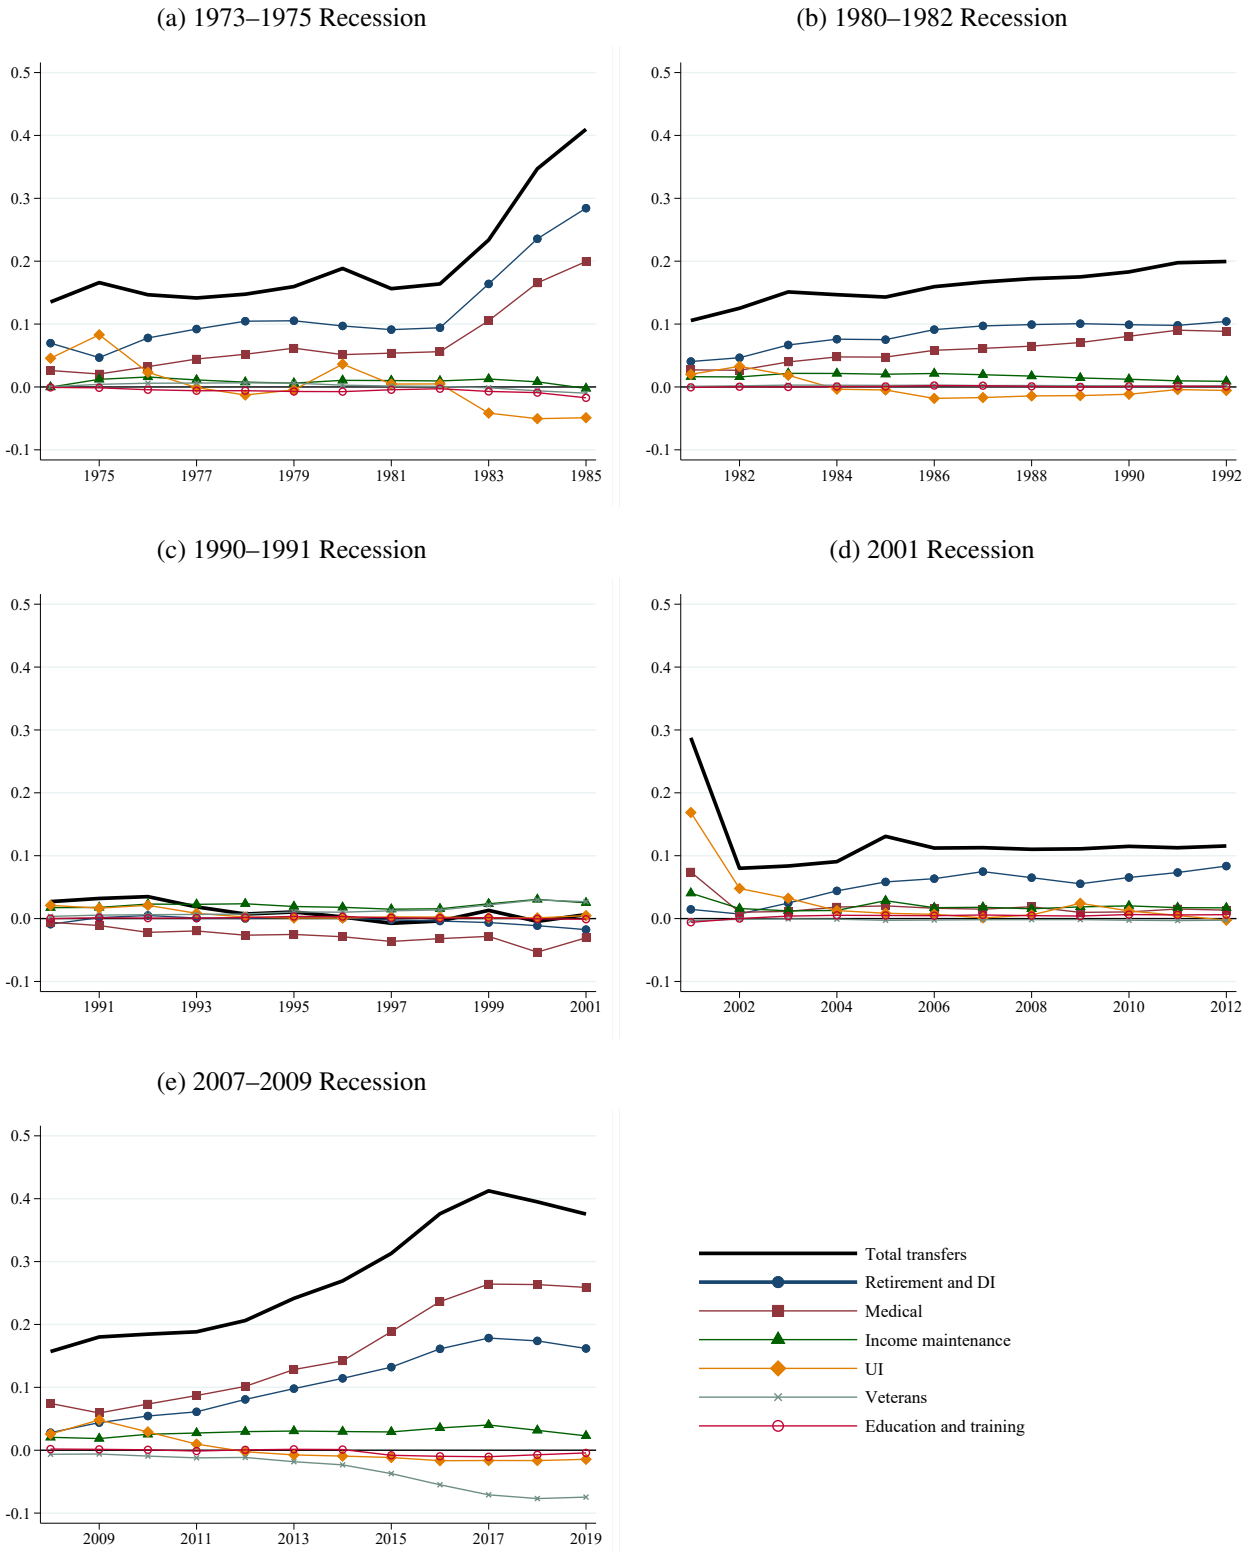 (a) 1973–1975 Recession
0.5
0.4
0.3
0.2
0.1
0.0
-0.1
1975 1977 1979 1981 1983 1985
(b) 1980–1982 Recession
0.5
0.4
0.3
0.2
0.1
0.0
-0.1
1982 1984 1986 1988 1990 1992
(c) 1990–1991 Recession
0.5
0.4
0.3
0.2
0.1
0.0
-0.1
1991 1993 1995 1997 1999 2001
(d) 2001 Recession
0.5
0.4
0.3
0.2
0.1
0.0
-0.1
2002 2004 2006 2008 2010 2012
(e) 2007–2009 Recession
0.5
0.4
0.3
0.2
0.1
0.0
-0.1
2009 2011 2013 2015 2017 2019
Total transfers
Retirement and DI
Medical
Income maintenance
UI
Veterans
Education and training